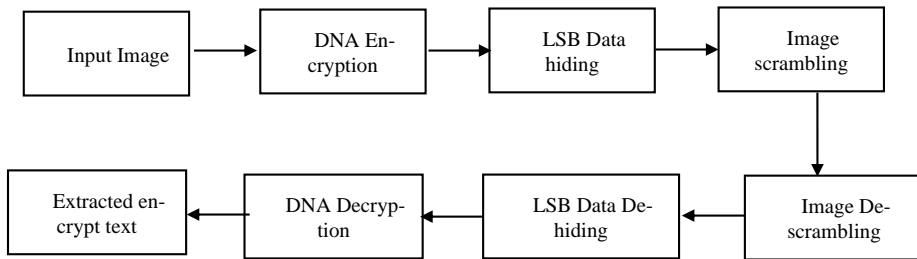 Input Image
DNA En-
cryption
LSB Data
hiding
Image
scrambling
Extracted en-
crypt text
DNA Decryp-
tion
LSB Data De-
hiding
Image De-
scrambling